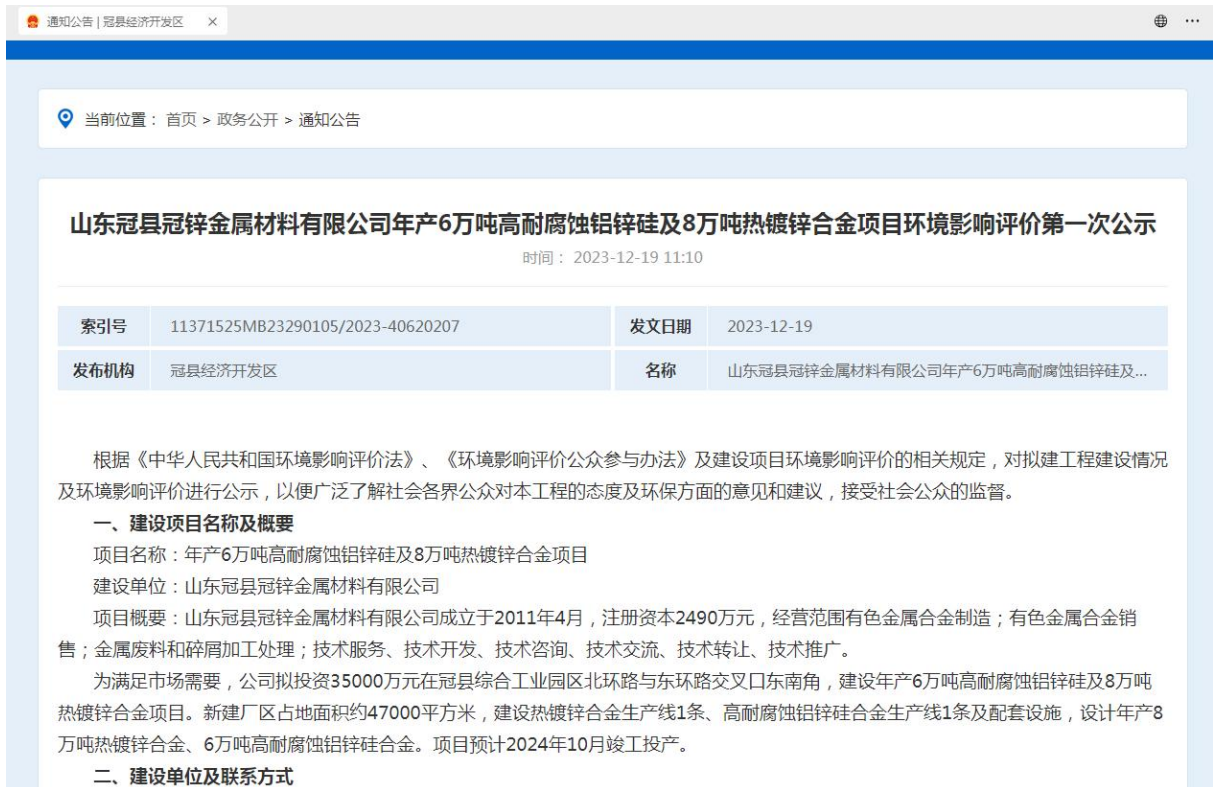 通知公告 | 冠县经济开发区
当前位置： 首页 > 政务公开 > 通知公告
山东冠县冠锌金属材料有限公司年产6万吨高耐腐蚀铝锌硅及8万吨热镀锌合金项目环境影响评价第一次公示
时间： 2023-12-19 11:10
索引号 11371525MB23290105/2023-40620207 发文日期 2023-12-19
发布机构 冠县经济开发区 名称 山东冠县冠锌金属材料有限公司年产6万吨高耐腐蚀铝锌硅及...
根据《中华人民共和国环境影响评价法》、《环境影响评价公众参与办法》及建设项目环境影响评价的相关规定，对拟建工程建设情况
及环境影响评价进行公示，以便广泛了解社会各界公众对本工程的态度及环保方面的意见和建议，接受社会公众的监督。
一、建设项目名称及概要
项目名称：年产6万吨高耐腐蚀铝锌硅及8万吨热镀锌合金项目
建设单位：山东冠县冠锌金属材料有限公司
项目概要：山东冠县冠锌金属材料有限公司成立于2011年4月，注册资本2490万元，经营范围有色金属合金制造；有色金属合金销
售；金属废料和碎屑加工处理；技术服务、技术开发、技术咨询、技术交流、技术转让、技术推广。
为满足市场需要，公司拟投资35000万元在冠县综合工业园区北环路与东环路交叉口东南角，建设年产6万吨高耐腐蚀铝锌硅及8万吨
热镀锌合金项目。新建厂区占地面积约47000平方米，建设热镀锌合金生产线1条、高耐腐蚀铝锌硅合金生产线1条及配套设施，设计年产8
万吨热镀锌合金、6万吨高耐腐蚀铝锌硅合金。项目预计2024年10月竣工投产。
二、建设单位及联系方式